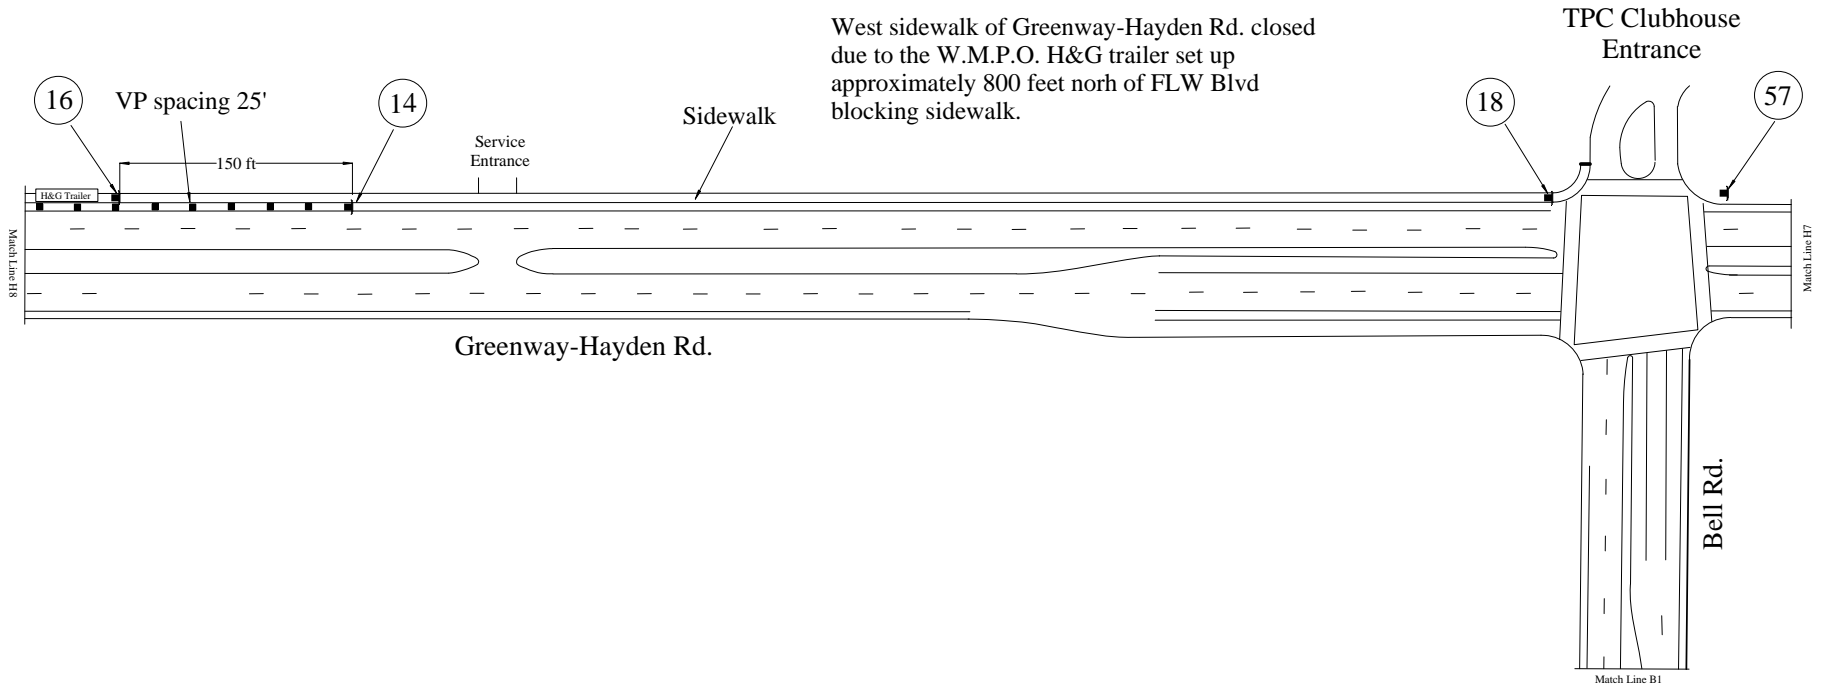 West sidewalk of Greenway-Hayden Rd. closed
due to the W.M.P.O. H&G trailer set up
approximately 800 feet norh of FLW Blvd
blocking sidewalk.
TPC Clubhouse
Entrance
16
VP spacing 25'
14
Sidewalk
18
57
Service
Entrance
150 ft
H&G Trailer
Match Line H8
Match Line H7
Greenway-Hayden Rd.
Bell Rd.
Match Line B1